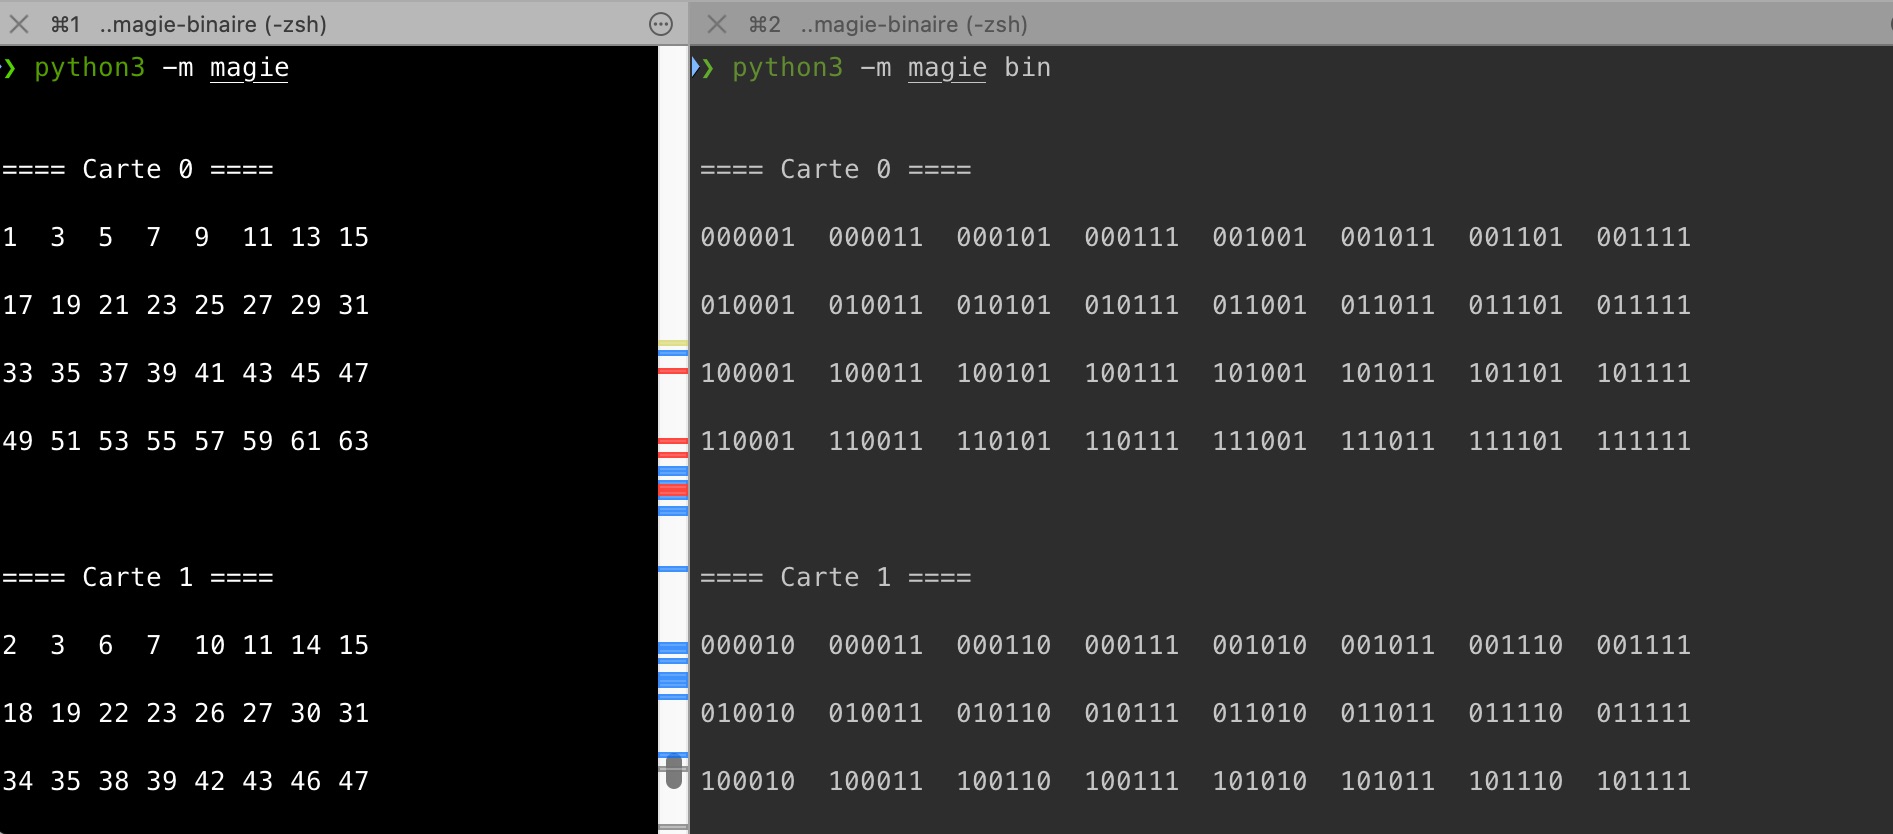 ⌘1 ..magie-binaire (-zsh)
❯ python3 -m magie
==== Carte 0 ====
1 3 5 7 9 11 13 15
17 19 21 23 25 27 29 31
33 35 37 39 41 43 45 47
49 51 53 55 57 59 61 63
==== Carte 1 ====
2 3 6 7 10 11 14 15
18 19 22 23 26 27 30 31
34 35 38 39 42 43 46 47
⌘2 ..magie-binaire (-zsh)
❯ python3 -m magie bin
==== Carte 0 ====
000001 000011 000101 000111 001001 001011 001101 001111
010001 010011 010101 010111 011001 011011 011101 011111
100001 100011 100101 100111 101001 101011 101101 101111
110001 110011 110101 110111 111001 111011 111101 111111
==== Carte 1 ====
000010 000011 000110 000111 001010 001011 001110 001111
010010 010011 010110 010111 011010 011011 011110 011111
100010 100011 100110 100111 101010 101011 101110 101111